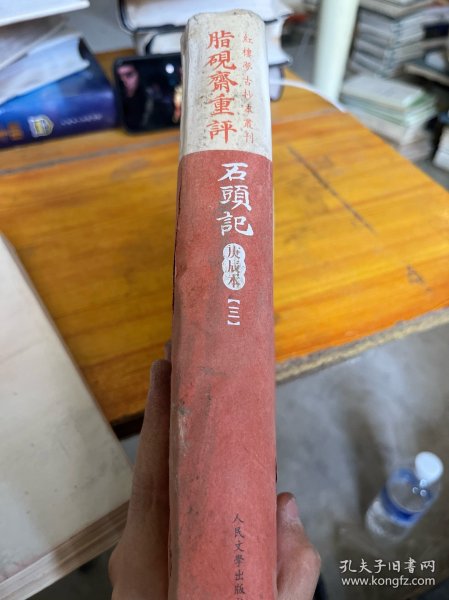 紅樓夢古抄本叢刊
脂硯齋重評
石頭記
庚辰本
【三】
人民文學出版
孔夫子旧书网
www.kongfz.com